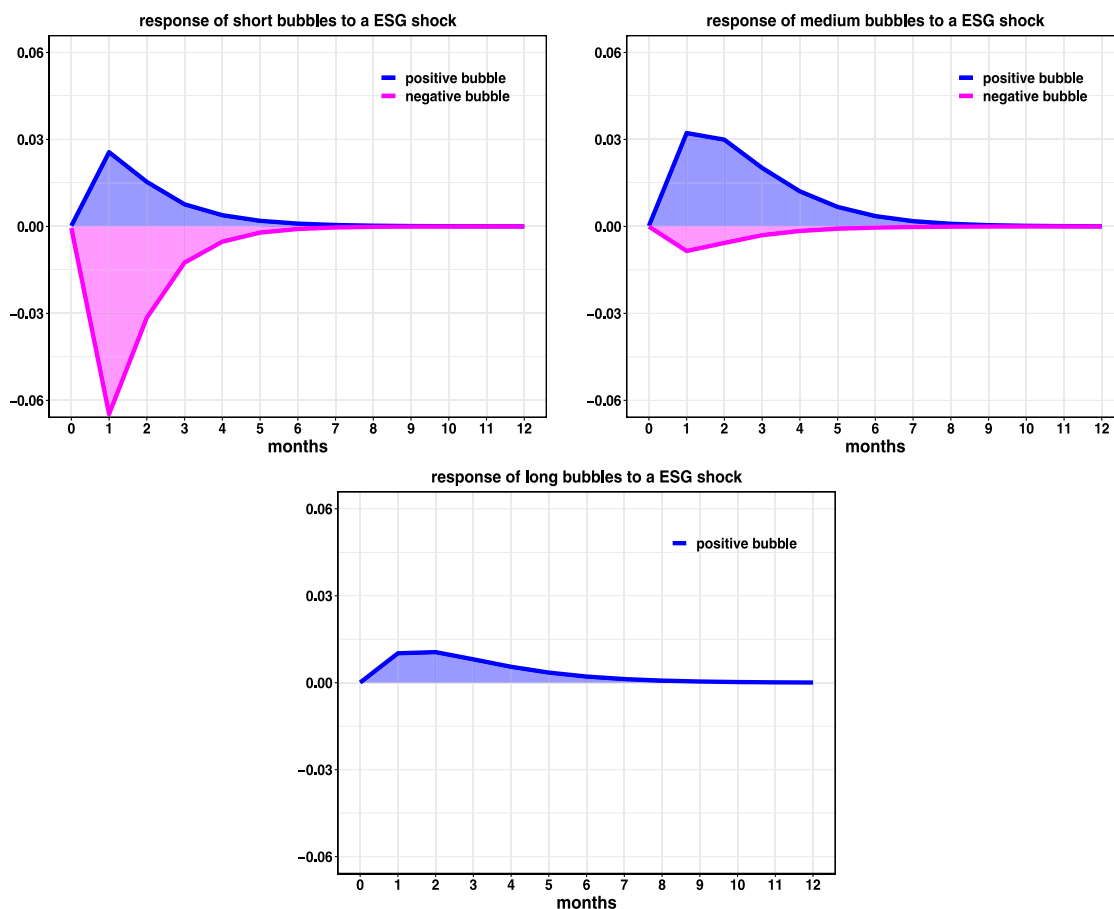 response of short bubbles to a ESG shock
0.06
0.03
0.00
−0.03
−0.06
positive bubble
negative bubble
0 1 2 3 4 5 6 7 8 9 10 11 12
months
response of medium bubbles to a ESG shock
0.06
0.03
0.00
−0.03
−0.06
positive bubble
negative bubble
0 1 2 3 4 5 6 7 8 9 10 11 12
months
response of long bubbles to a ESG shock
0.06
0.03
0.00
−0.03
−0.06
positive bubble
0 1 2 3 4 5 6 7 8 9 10 11 12
months